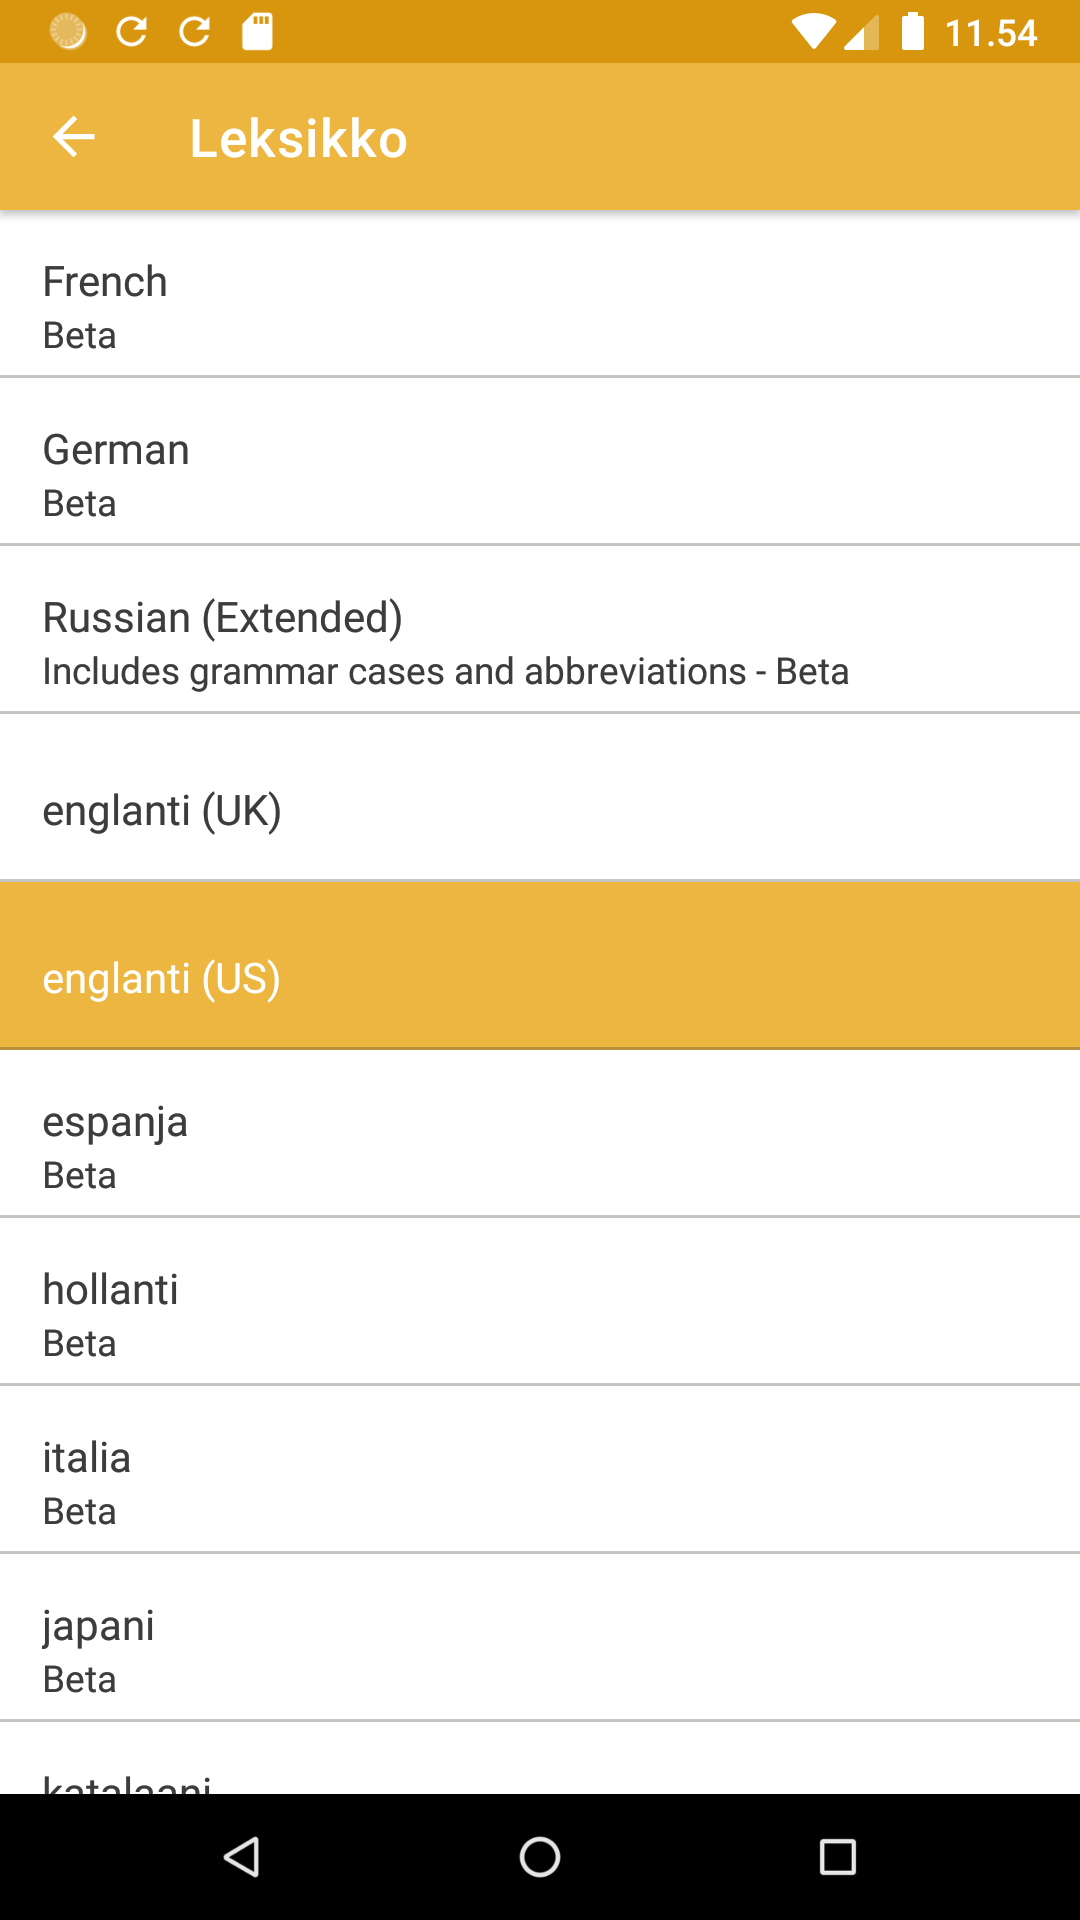 11.54
Leksikko
French
Beta
German
Beta
Russian (Extended)
Includes grammar cases and abbreviations - Beta
englanti (UK)
englanti (US)
espanja
Beta
hollanti
Beta
italia
Beta
japani
Beta
katalaani